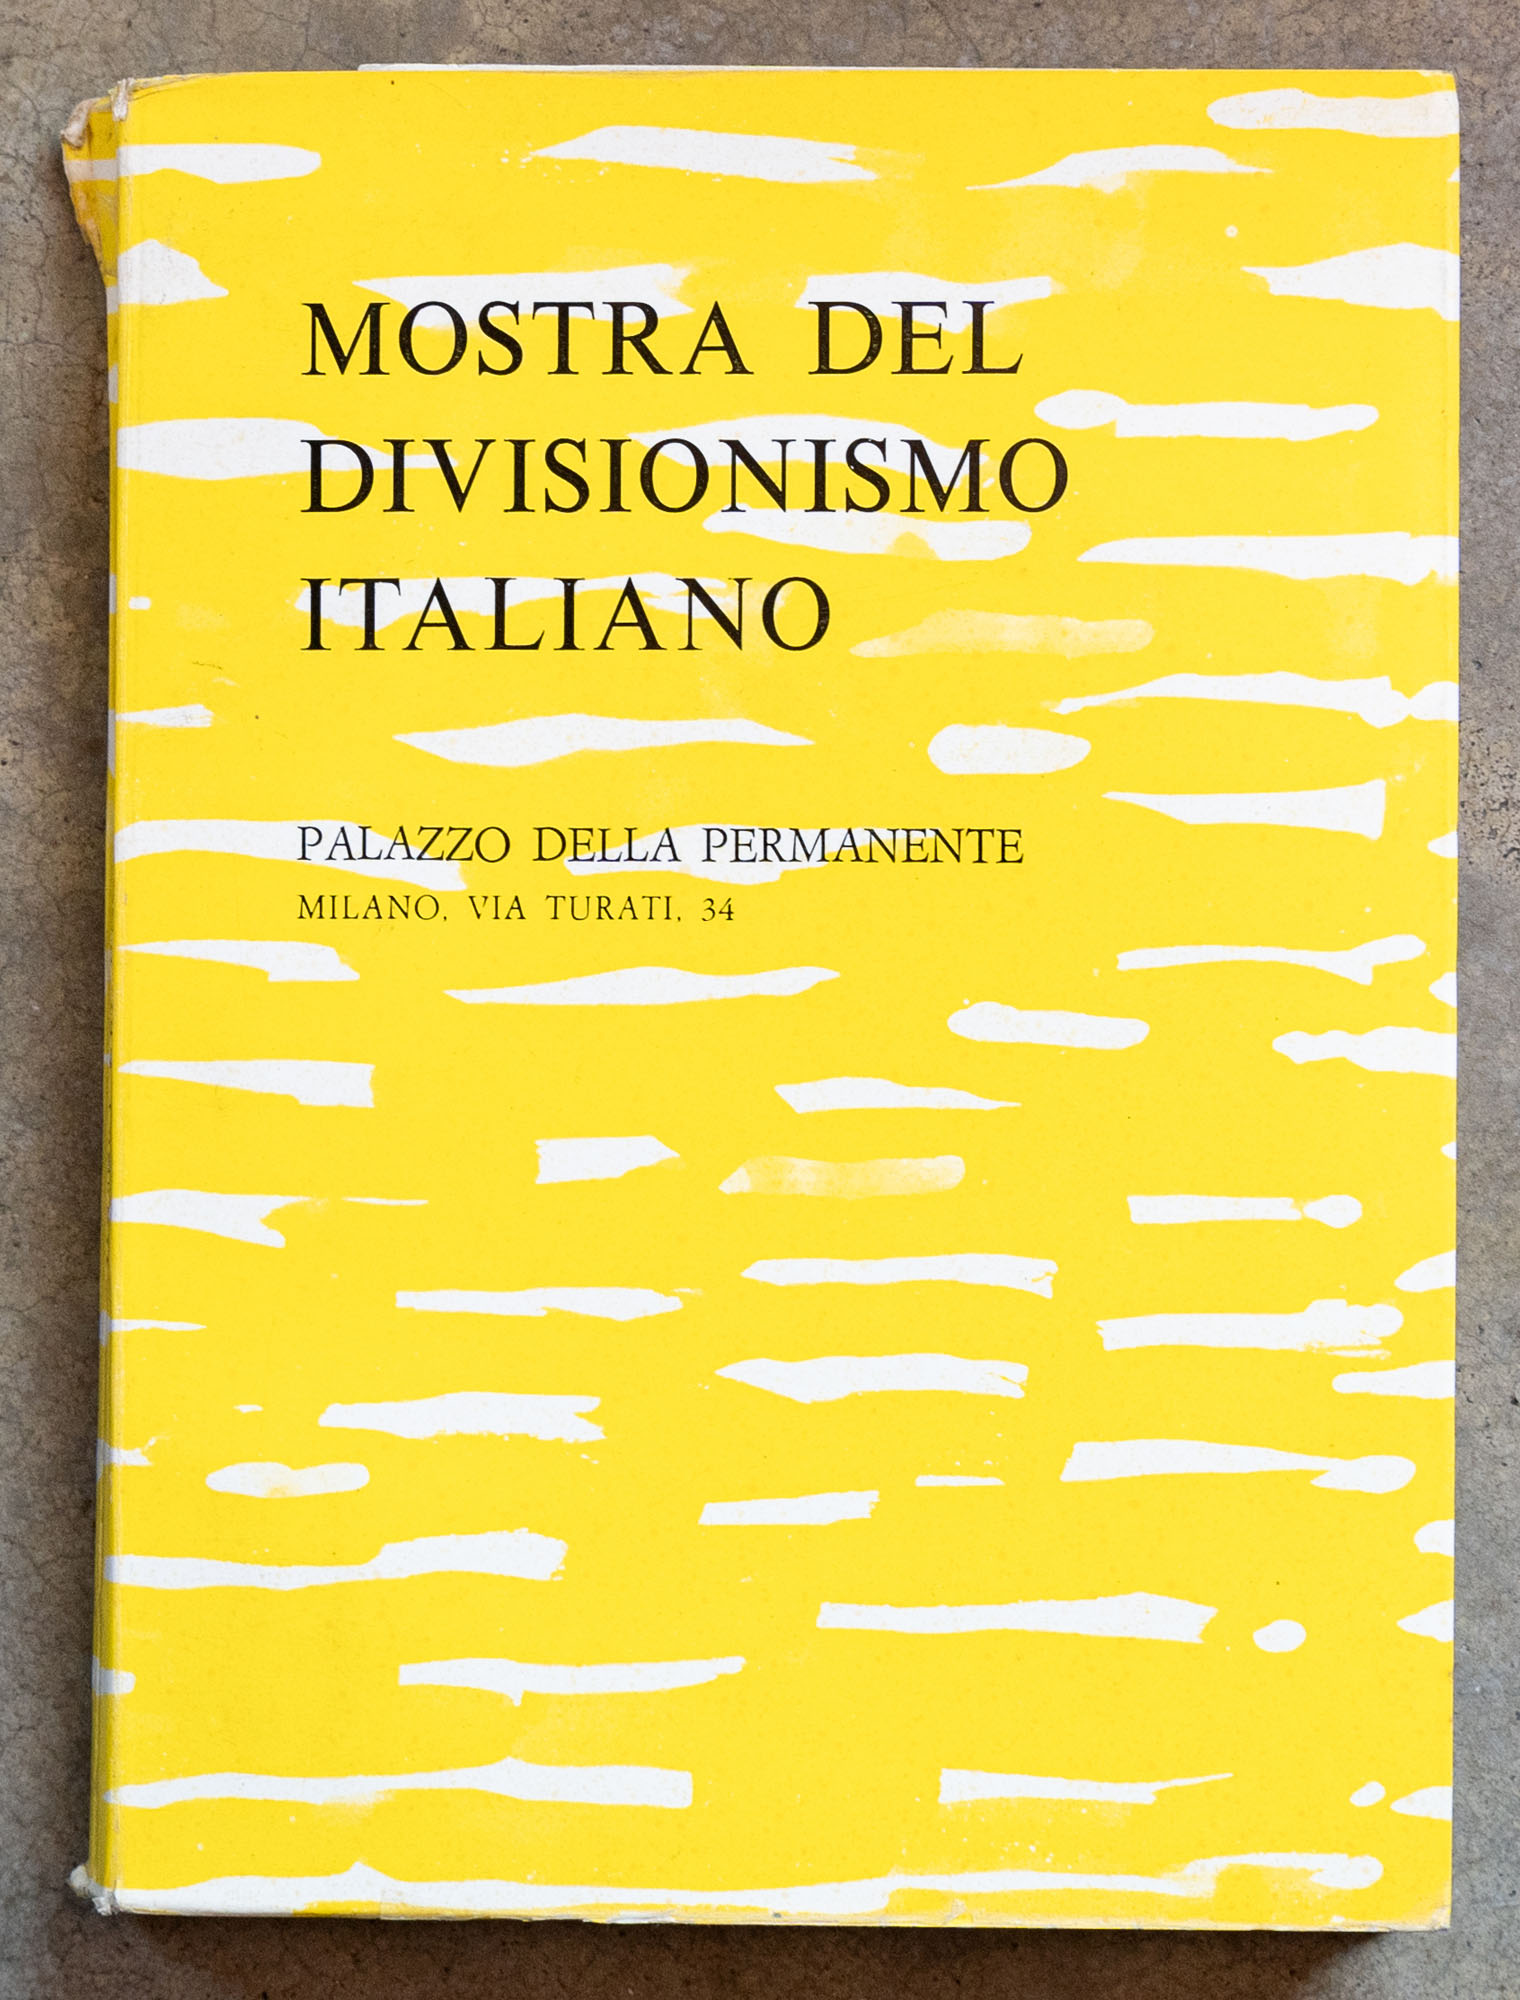 MOSTRA DEL
DIVISIONISMO
ITALIANO
PALAZZO DELLA PERMANENTE
MILANO, VIA TURATI, 34